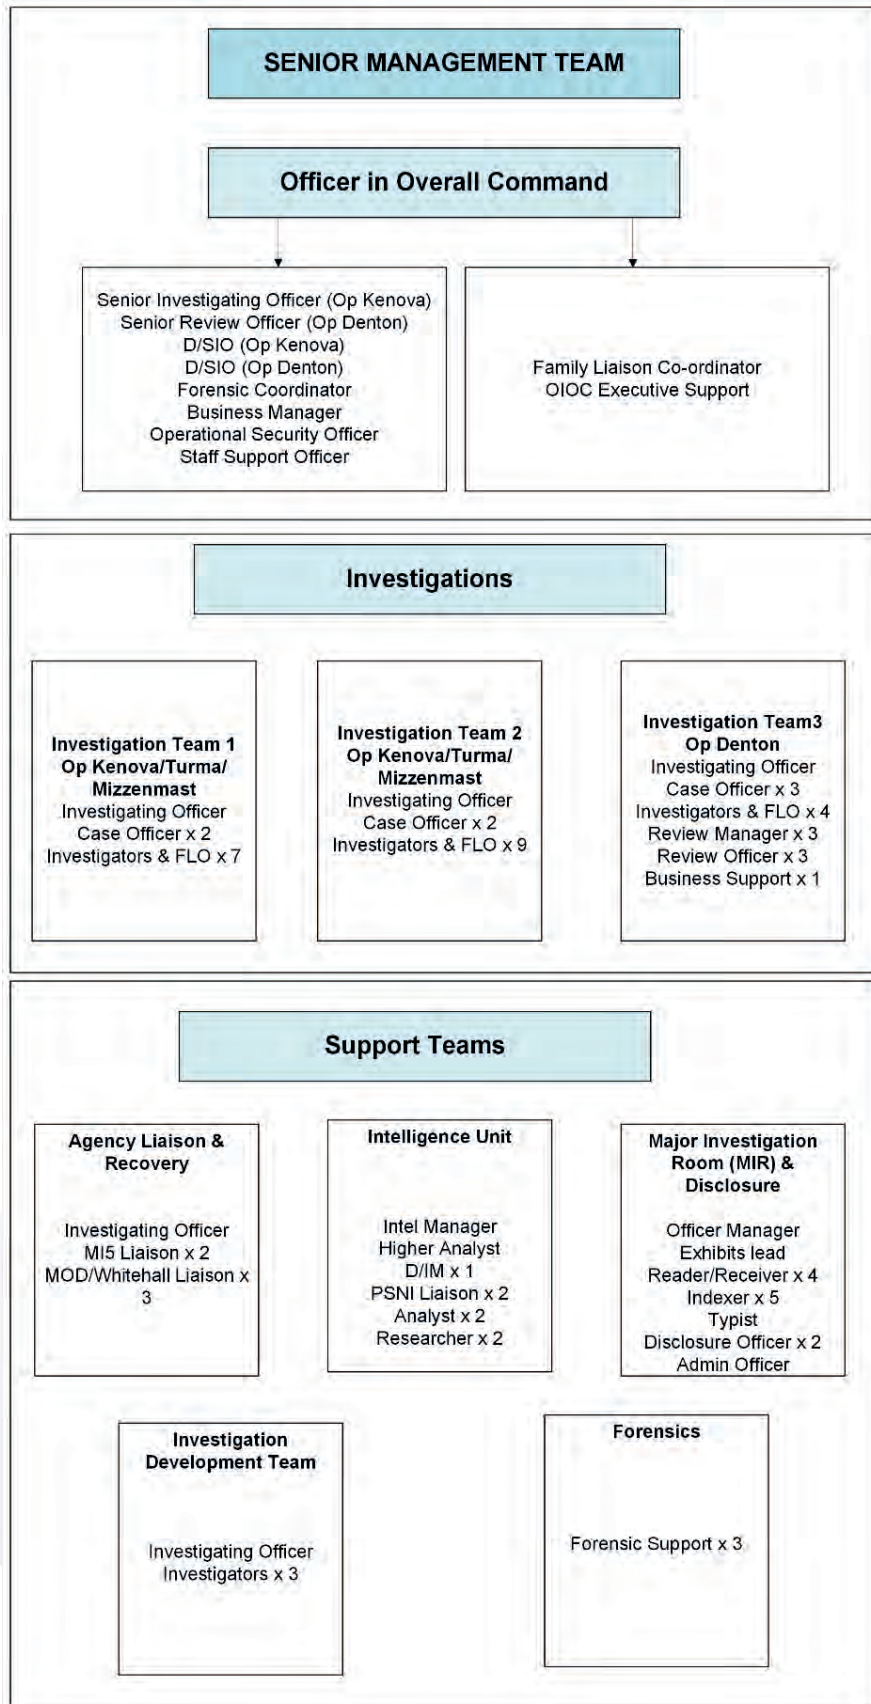 SENIOR MANAGEMENT TEAM
Officer in Overall Command
Senior Investigating Officer (Op Kenova)
Senior Review Officer (Op Denton)
D/SIO (Op Kenova)
D/SIO (Op Denton)
Forensic Coordinator
Business Manager
Operational Security Officer
Staff Support Officer
Family Liaison Co-ordinator
OIOC Executive Support
Investigations
Investigation Team 1
Op Kenova/Turma/
Mizzenmast
Investigating Officer
Case Officer x 2
Investigators & FLO x 7
Investigation Team 2
Op Kenova/Turma/
Mizzenmast
Investigating Officer
Case Officer x 2
Investigators & FLO x 9
Investigation Team3
Op Denton
Investigating Officer
Case Officer x 3
Investigators & FLO x 4
Review Manager x 3
Review Officer x 3
Business Support x 1
Support Teams
Agency Liaison &
Recovery
Investigating Officer
MI5 Liaison x 2
MOD/Whitehall Liaison x
3
Intelligence Unit
Intel Manager
Higher Analyst
D/IM x 1
PSNI Liaison x 2
Analyst x 2
Researcher x 2
Major Investigation
Room (MIR) &
Disclosure
Officer Manager
Exhibits lead
Reader/Receiver x 4
Indexer x 5
Typist
Disclosure Officer x 2
Admin Officer
Investigation
Development Team
Investigating Officer
Investigators x 3
Forensics
Forensic Support x 3